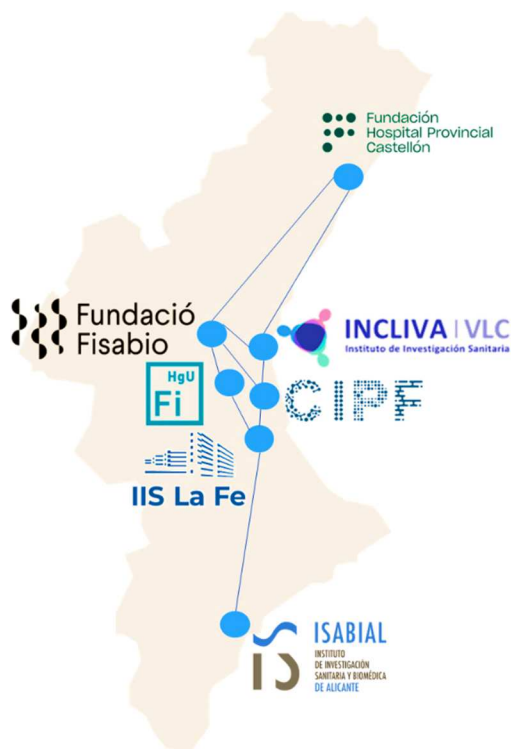 Fundación
Hospital Provincial
Castellón
Fundació
Fisabio
INCLIVA | VLC
Instituto de Investigación Sanitaria
HgU
Fi
CIPF
IIS La Fe
ISABIAL
INSTITUTO
DE INVESTIGACIÓN
SANITARIA Y BIOMÉDICA
DE ALICANTE